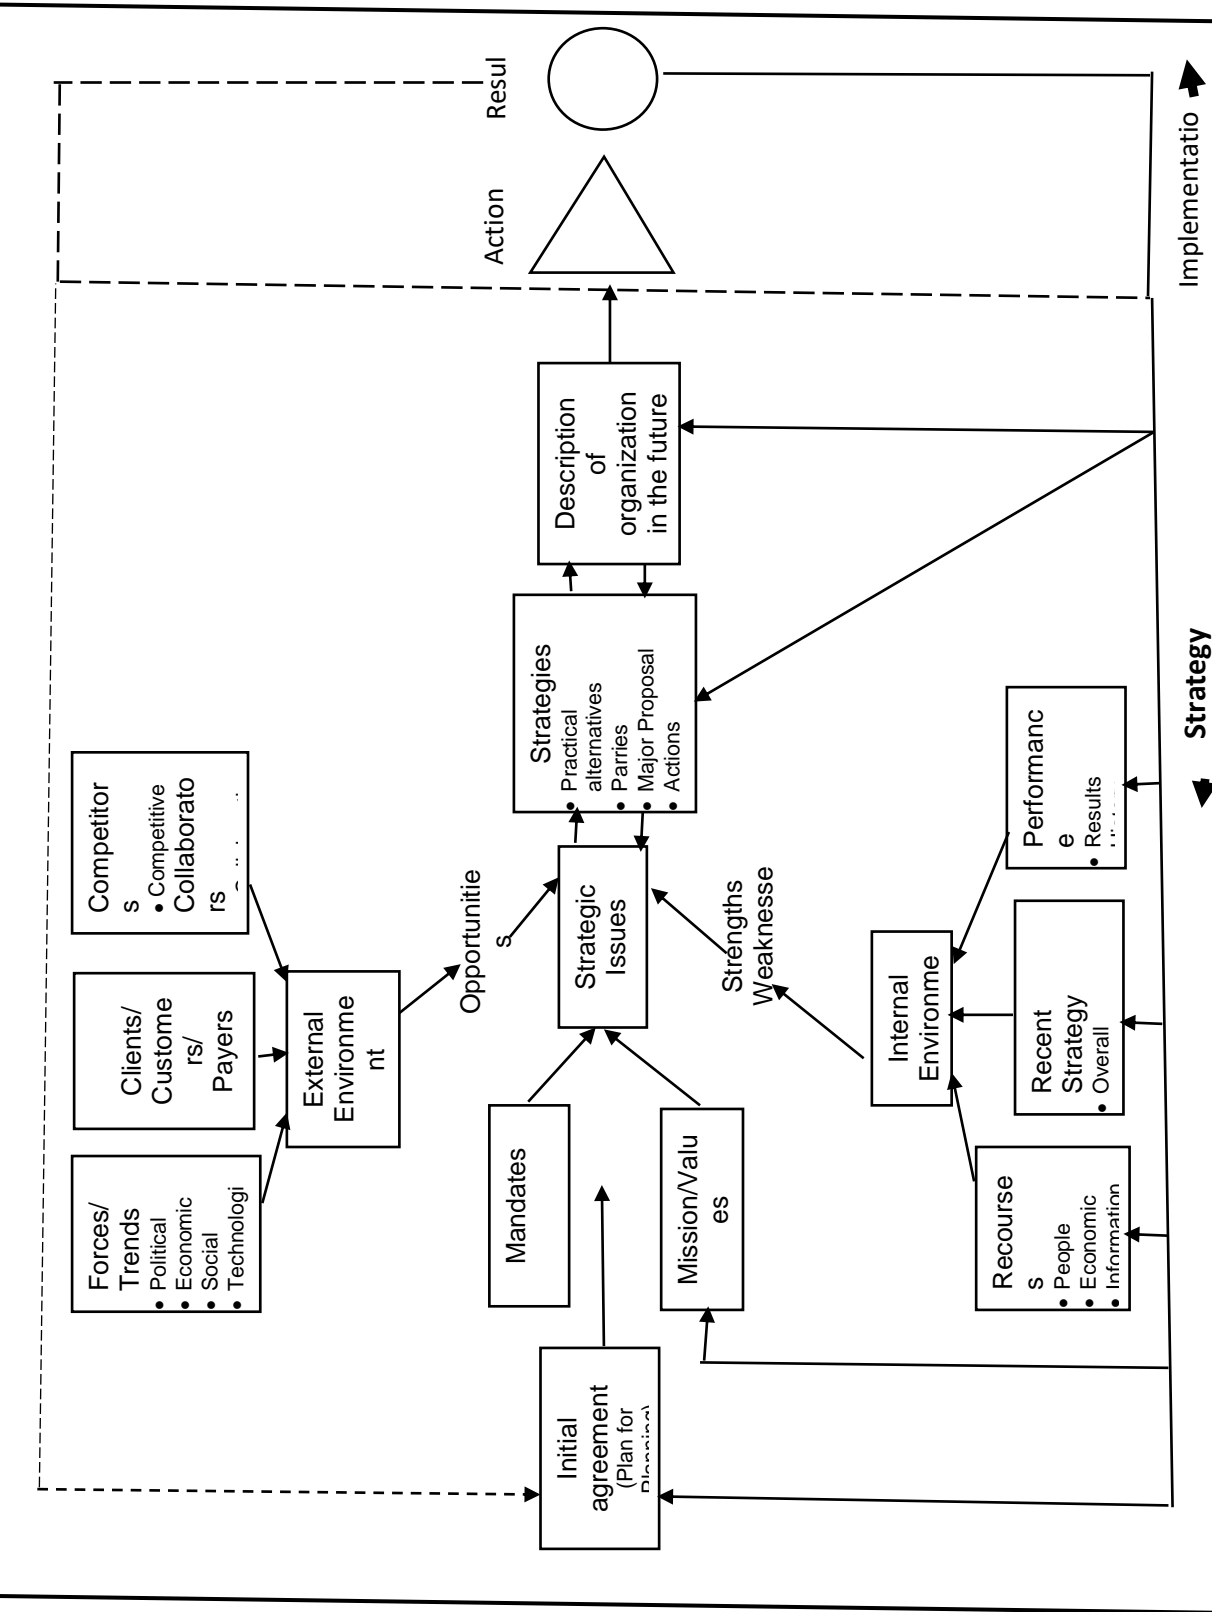 Forces/
Trends
• Political
• Economic
• Social
• Technologi
Clients/
Custome
rs/
Payers
Competitor
s
• Competitive
Collaborato
rs
External
Environme
nt
Opportunitie
s
Initial
agreement
(Plan for
Planning)
Mandates
Mission/Valu
es
Strategic
Issues
Strategies
• Practical
alternatives
• Parries
• Major Proposal
• Actions
Description
of
organization
in the future
Action
Resul
Strengths
Weaknesse
Internal
Environme
Recourse
s
• People
• Economic
• Information
Recent
Strategy
• Overall
Performanc
e
• Results
Strategy
Implementatio